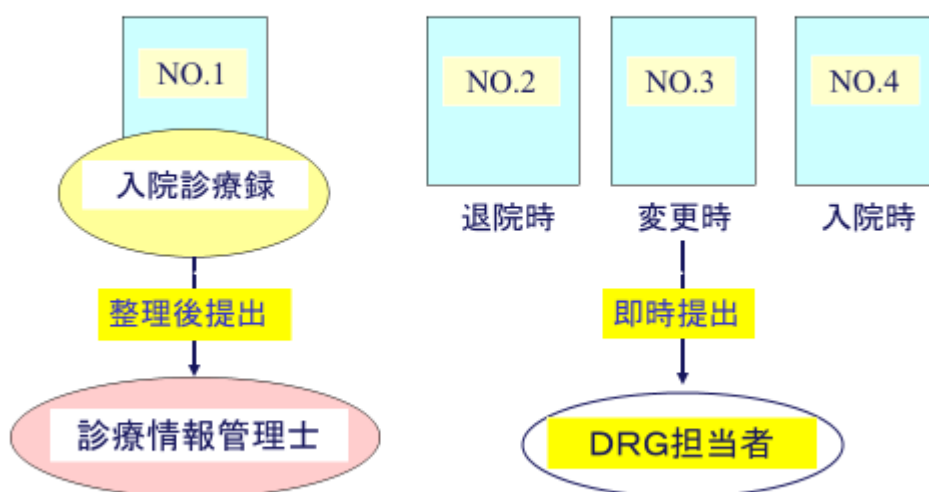 NO.1
入院診療録
整理後提出
診療情報管理士
NO.2
NO.3
NO.4
退院時
変更時
入院時
即時提出
DRG担当者